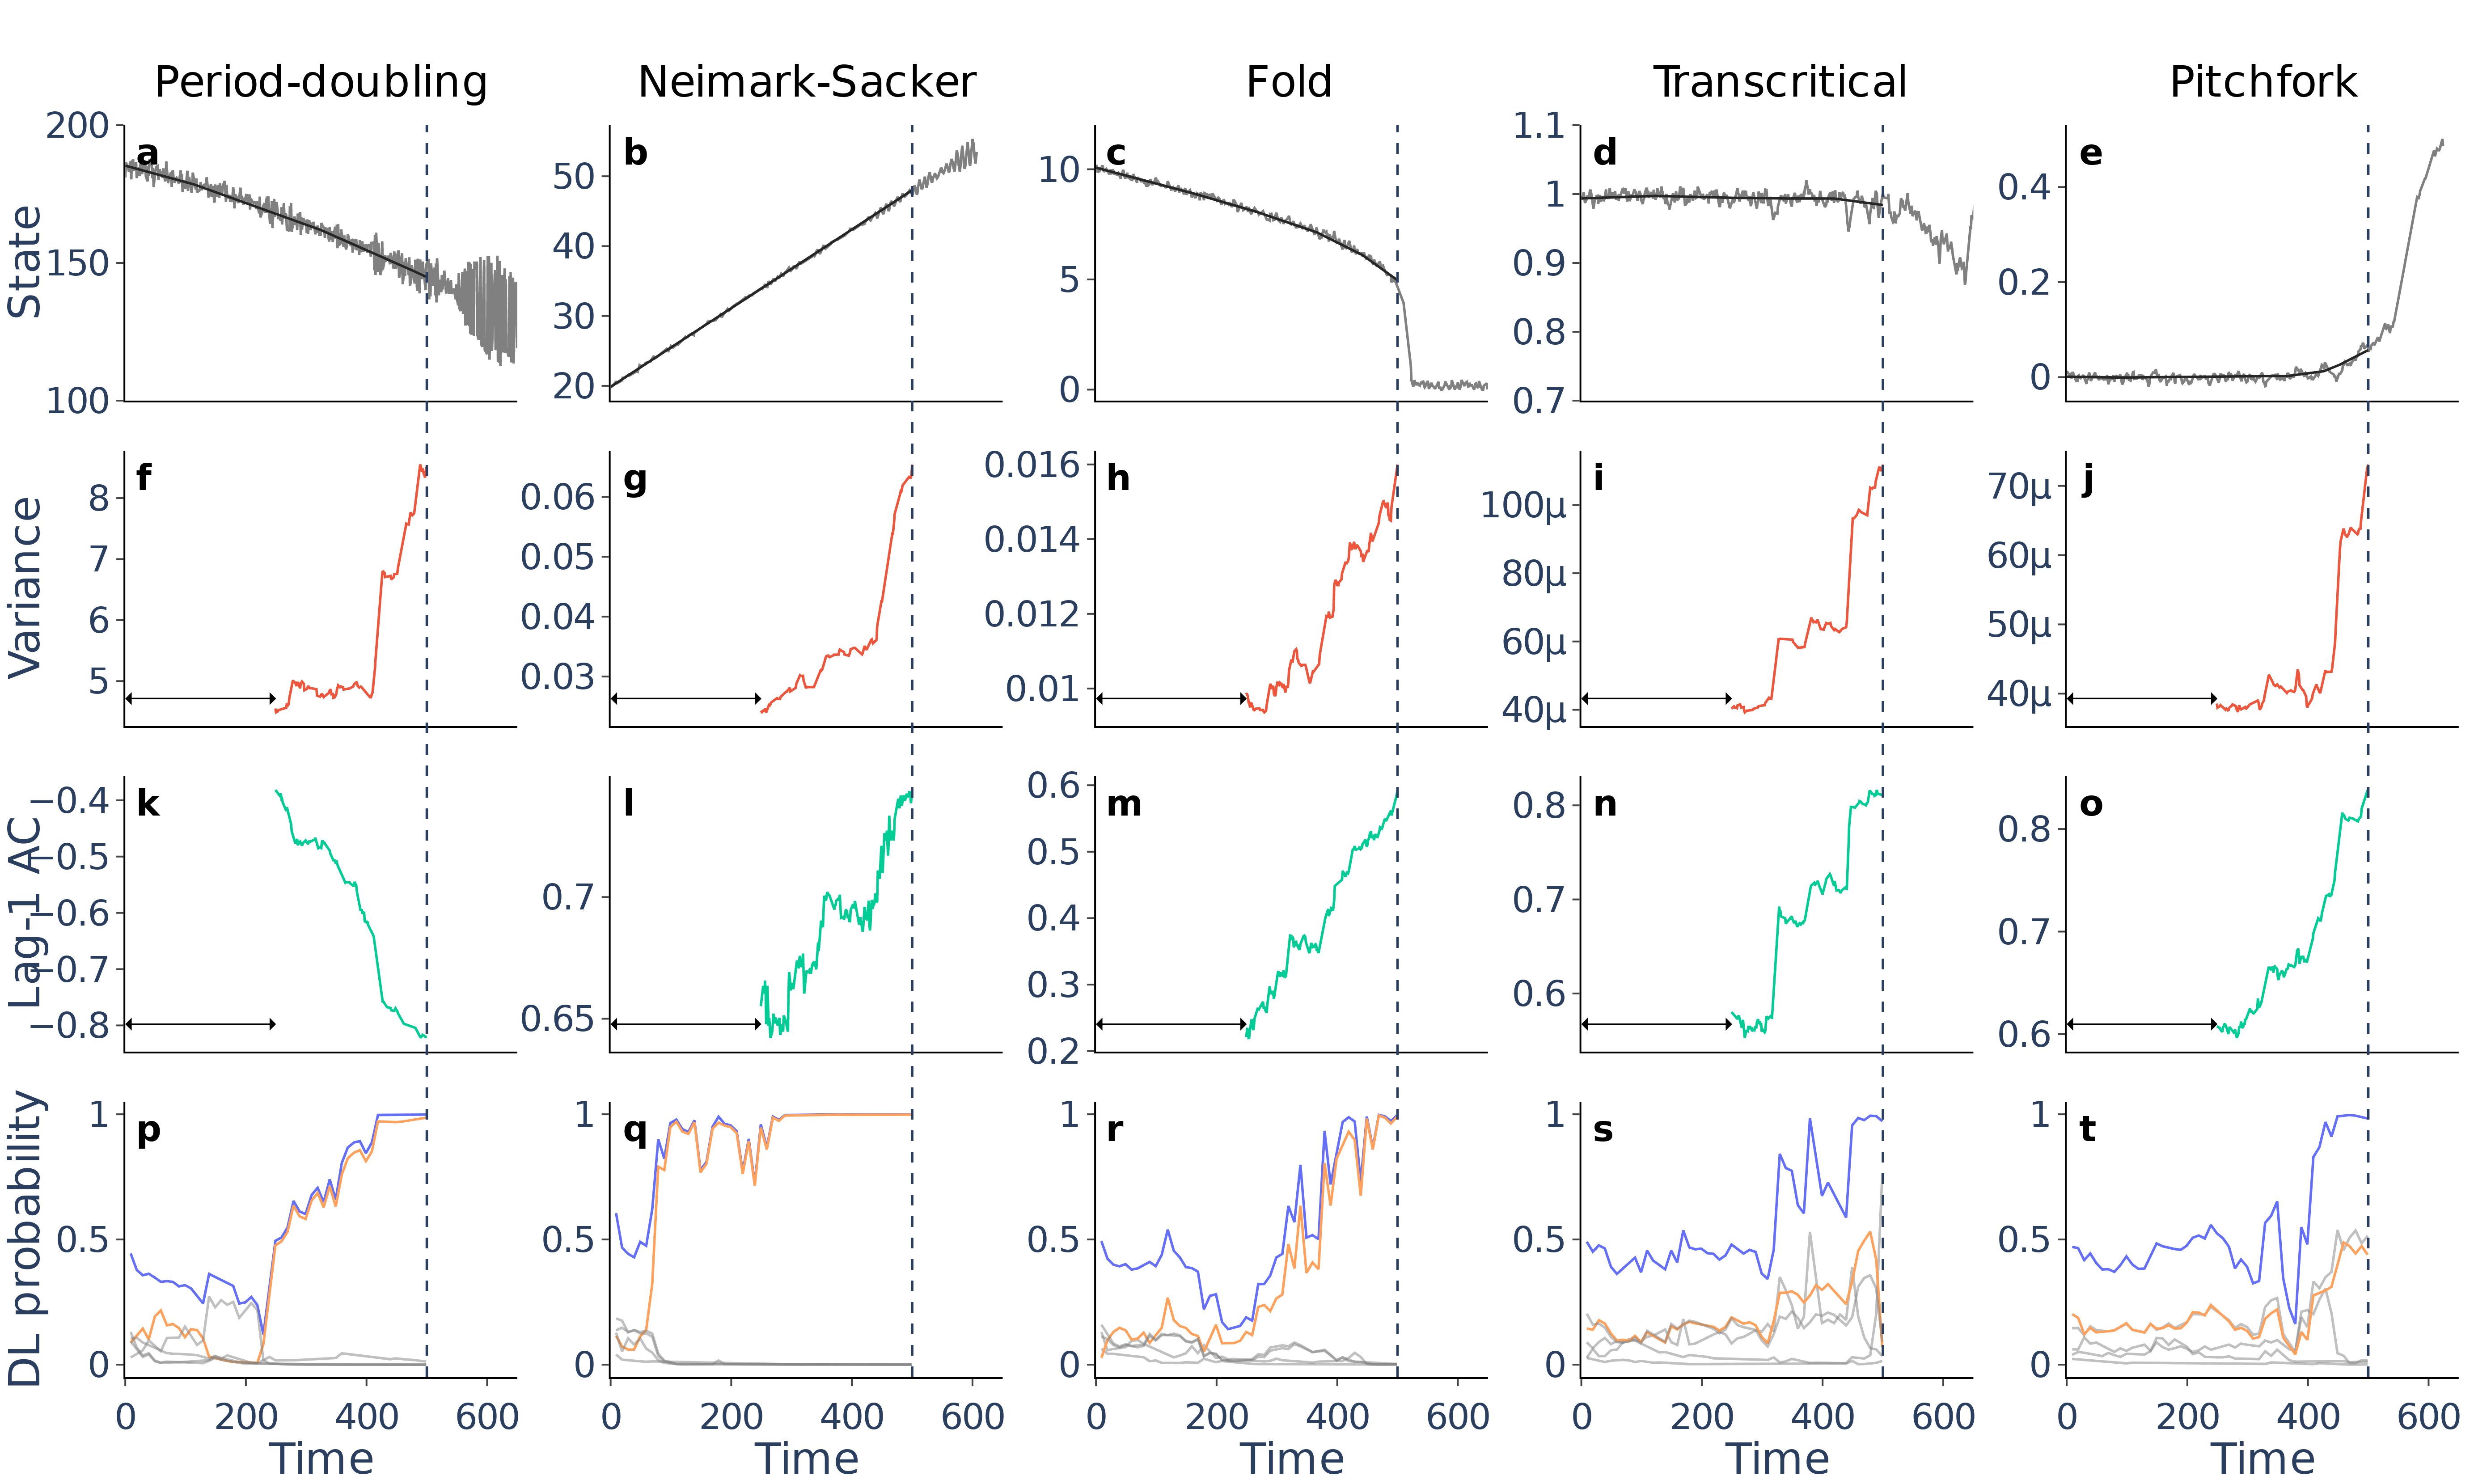 Period-doubling Neimark-Sacker Fold Transcritical Pitchfork
State
a
200
150
100
b
50
40
30
20
c
10
5
0
d
1.1
1
0.9
0.8
0.7
e
0.4
0.2
0
Variance
f
8
7
6
5
g
0.06
0.05
0.04
0.03
h
0.016
0.014
0.012
0.01
i
100μ
80μ
60μ
40μ
j
70μ
60μ
50μ
40μ
Lag-1 AC
k
−0.4
−0.5
−0.6
−0.7
−0.8
l
0.7
0.65
m
0.6
0.5
0.4
0.3
0.2
n
0.8
0.7
0.6
o
0.8
0.7
0.6
DL probability
p
1
0.5
0
q
1
0.5
0
r
1
0.5
0
s
1
0.5
0
t
1
0.5
0
0 200 400 600 0 200 400 600 0 200 400 600 0 200 400 600 0 200 400 600
Time Time Time Time Time